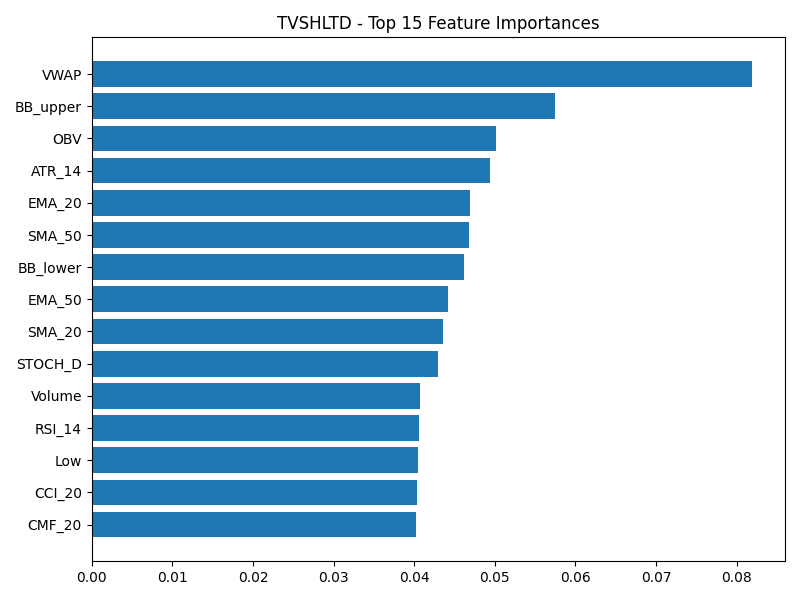 TVSHLTD - Top 15 Feature Importances
VWAP
BB_upper
OBV
ATR_14
EMA_20
SMA_50
BB_lower
EMA_50
SMA_20
STOCH_D
Volume
RSI_14
Low
CCI_20
CMF_20
0.00 0.01 0.02 0.03 0.04 0.05 0.06 0.07 0.08